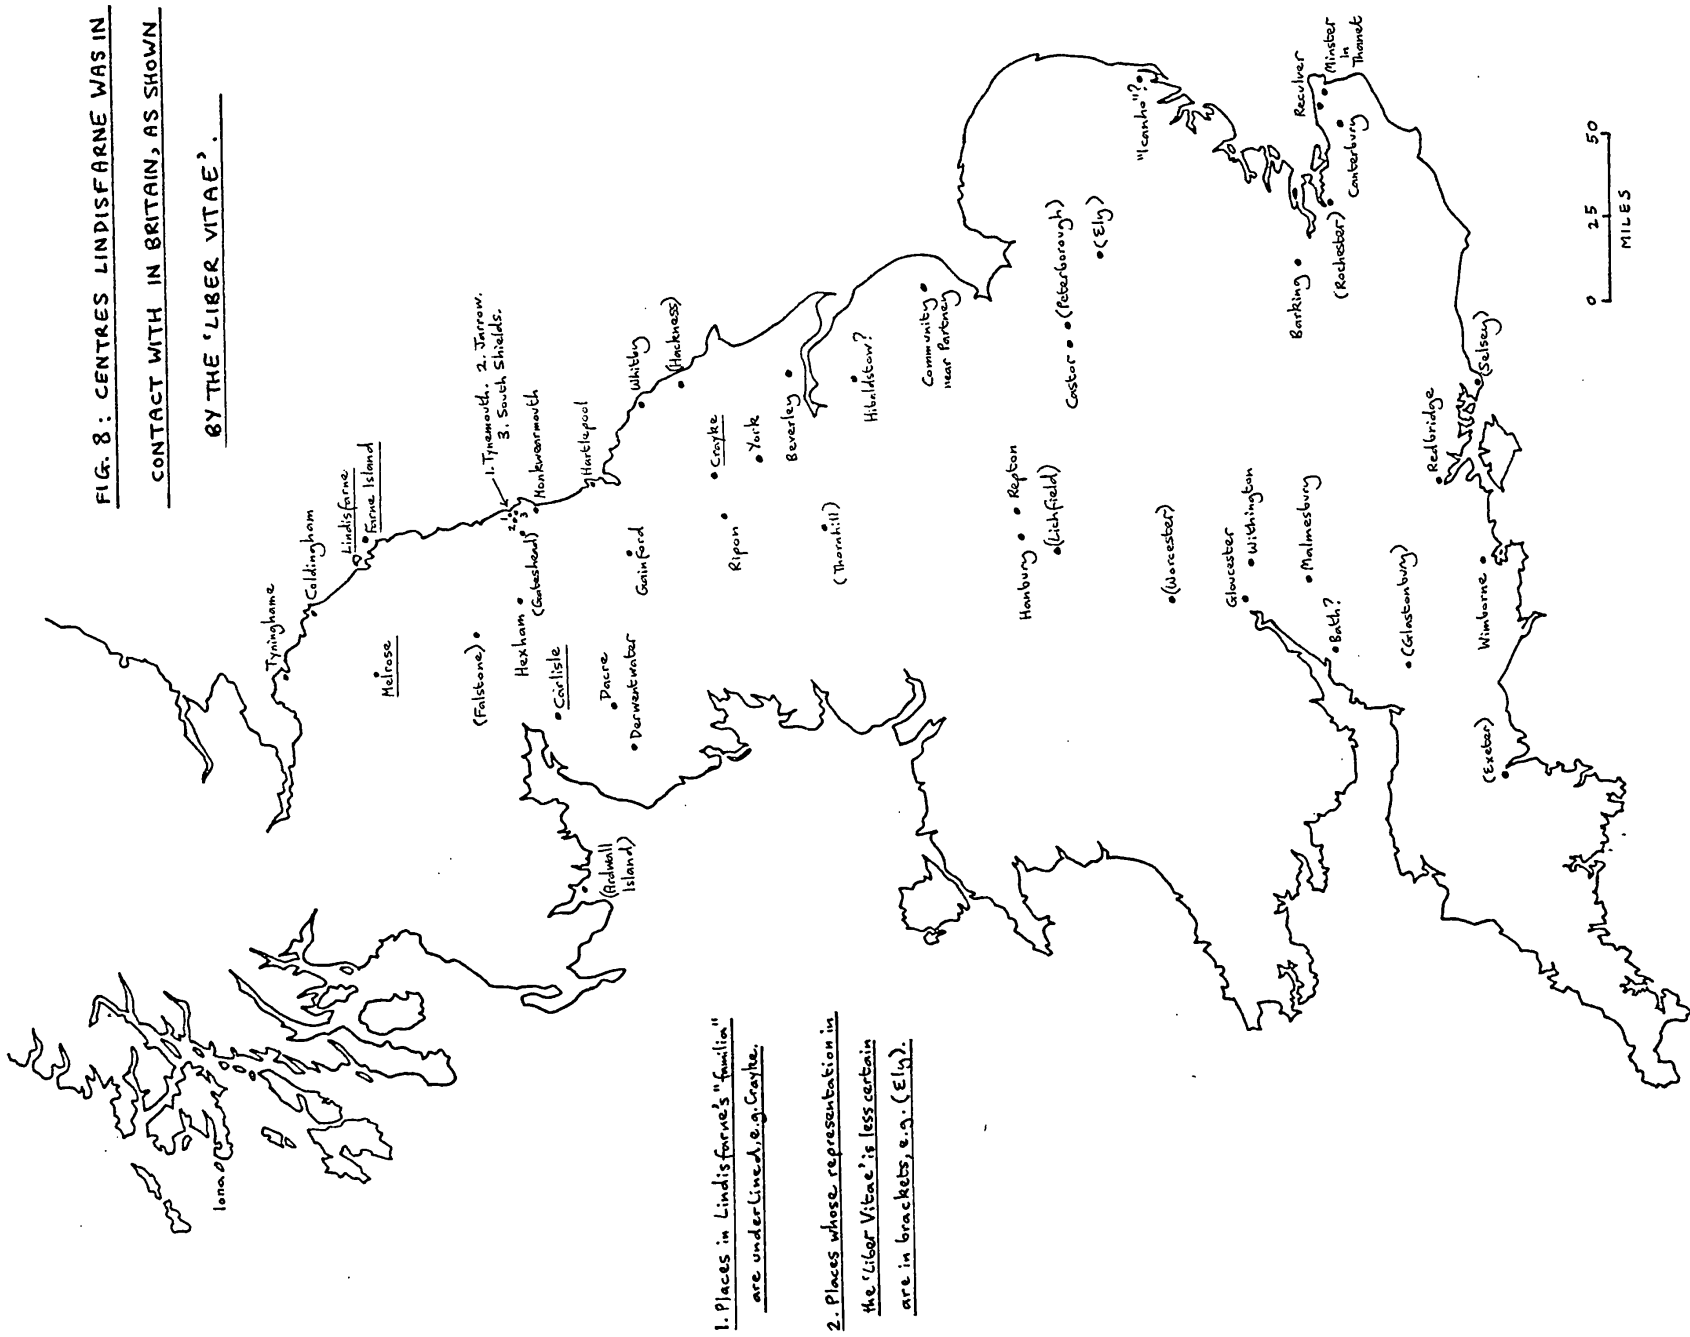 FIG. 8: CENTRES LINDISFARNE WAS IN
CONTACT WITH IN BRITAIN, AS SHOWN
BY THE 'LIBER VITAE'.
Tyninghame
Coldingham
Lindisfarne
Farne Island
Melrose
1. Tynemouth. 2. Jarrow.
3. South Shields.
1
2
3
Monkwearmouth
(Falstone)
Hexham
(Gateshead)
Carlisle
Hartlepool
Dacre
Derwentwater
Gainford
Whitby
(Hackness)
Crayke
York
Ripon
Beverley
(Thornhill)
Hibaldstow?
Community
near Partney
(Ardwall
Island)
Iona
Hanbury
Repton
(Lichfield)
Castor
(Peterborough)
(Ely)
"Icanho"?
(Worcester)
Gloucester
Withington
Malmesbury
Bath?
(Glastonbury)
Barking
(Rochester)
Reculver
Minster
in
Thanet
Canterbury
Redbridge
(Selsey)
Wimborne
(Exeter)
0 25 50
MILES
1. Places in Lindisfarne's "familia"
are underlined, e.g. Crayke.
2. Places whose representation in
the 'Liber Vitae' is less certain
are in brackets, e.g. (Ely).